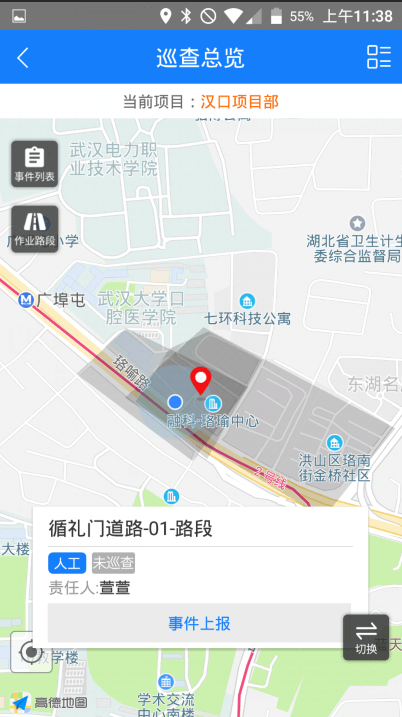 55% 上午11:38
巡查总览
当前项目：汉口项目部
事件列表
武汉电力职
业技术学院
作业路段
小学
湖北省卫生计生
委综合监督局
广埠屯
武汉大学口
腔医学院
七环科技公寓
珞喻路
东湖名
融科·珞瑜中心
2号线
洪山区珞南
街金桥社区
大楼
循礼门道路-01-路段
人工 未巡查
责任人:萱萱
事件上报
切换
天
教学楼
高德地图
学术交流
中心南楼